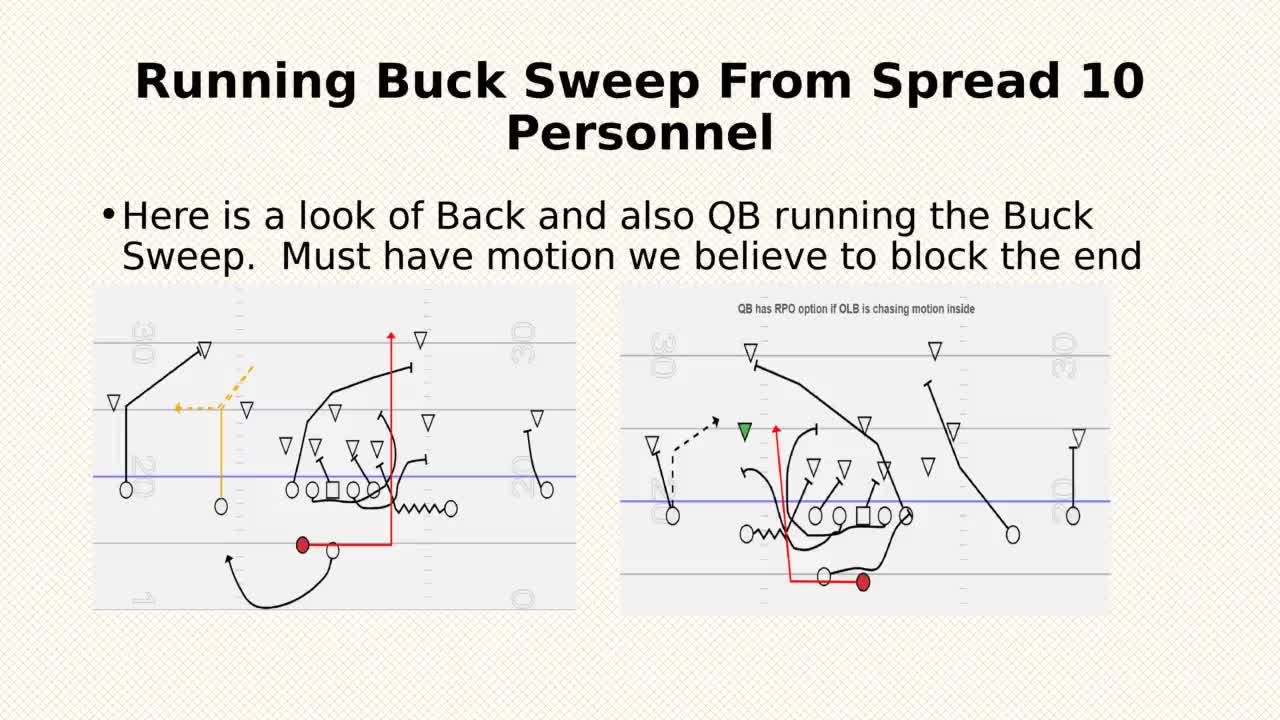 Running Buck Sweep From Spread 10
Personnel
•Here is a look of Back and also QB running the Buck
Sweep.  Must have motion we believe to block the end
QB has RPO option if OLB is chasing motion inside
30
30
20
20
1
0
30
30
20
20